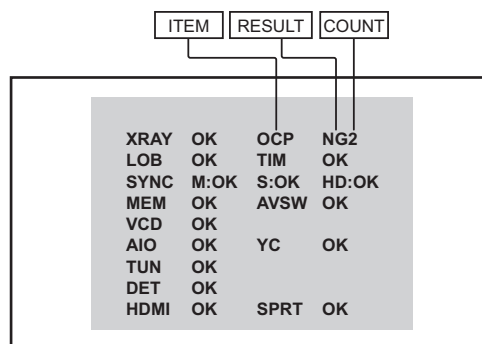 ITEM RESULT COUNT
XRAY OK OCP NG2
LOB OK TIM OK
SYNC M:OK S:OK HD:OK
MEM OK AVSW OK
VCD OK
AIO OK YC OK
TUN OK
DET OK
HDMI OK SPRT OK